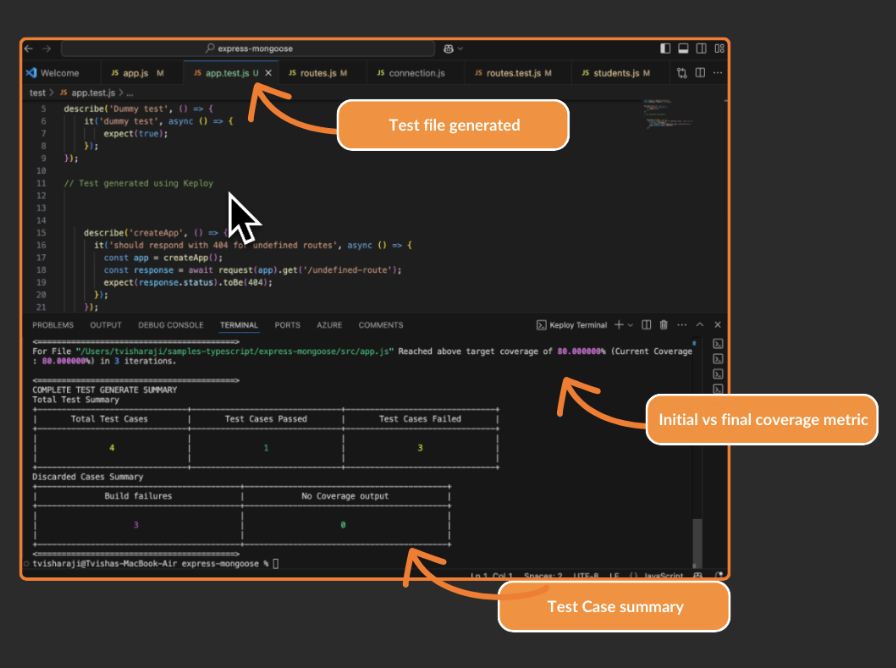 express-mongoose
Welcome
JS app.js M
JS app.test.js U
JS routes.js M
JS connection.js
JS routes.test.js M
JS students.js M
test > JS app.test.js > ...
5 describe('Dummy test', () => {
6 it('dummy test', async () => {
7 expect(true);
8 });
9 });
10
11 // Test generated using Keploy
12
13
14
15 describe('createApp', () => {
16 it('should respond with 404 for undefined routes', async () => {
17 const app = createApp();
18 const response = await request(app).get('/undefined-route');
19 expect(response.status).toBe(404);
20 });
21 });
Test file generated
PROBLEMS OUTPUT DEBUG CONSOLE TERMINAL PORTS AZURE COMMENTS
Keploy Terminal
For File "/Users/tvisharaji/samples-typescript/express-mongoose/src/app.js" Reached above target coverage of 80.000000% (Current Coverage
: 80.000000%) in 3 iterations.
COMPLETE TEST GENERATE SUMMARY
Total Test Summary
Total Test Cases | Test Cases Passed | Test Cases Failed
4 | 1 | 3
Discarded Cases Summary
Build failures | No Coverage output
3 | 0
tvisharaji@Tvishas-MacBook-Air express-mongoose %
Initial vs final coverage metric
Ln 1, Col 1 Spaces: 2 UTF-8 LF {} JavaScript
Test Case summary